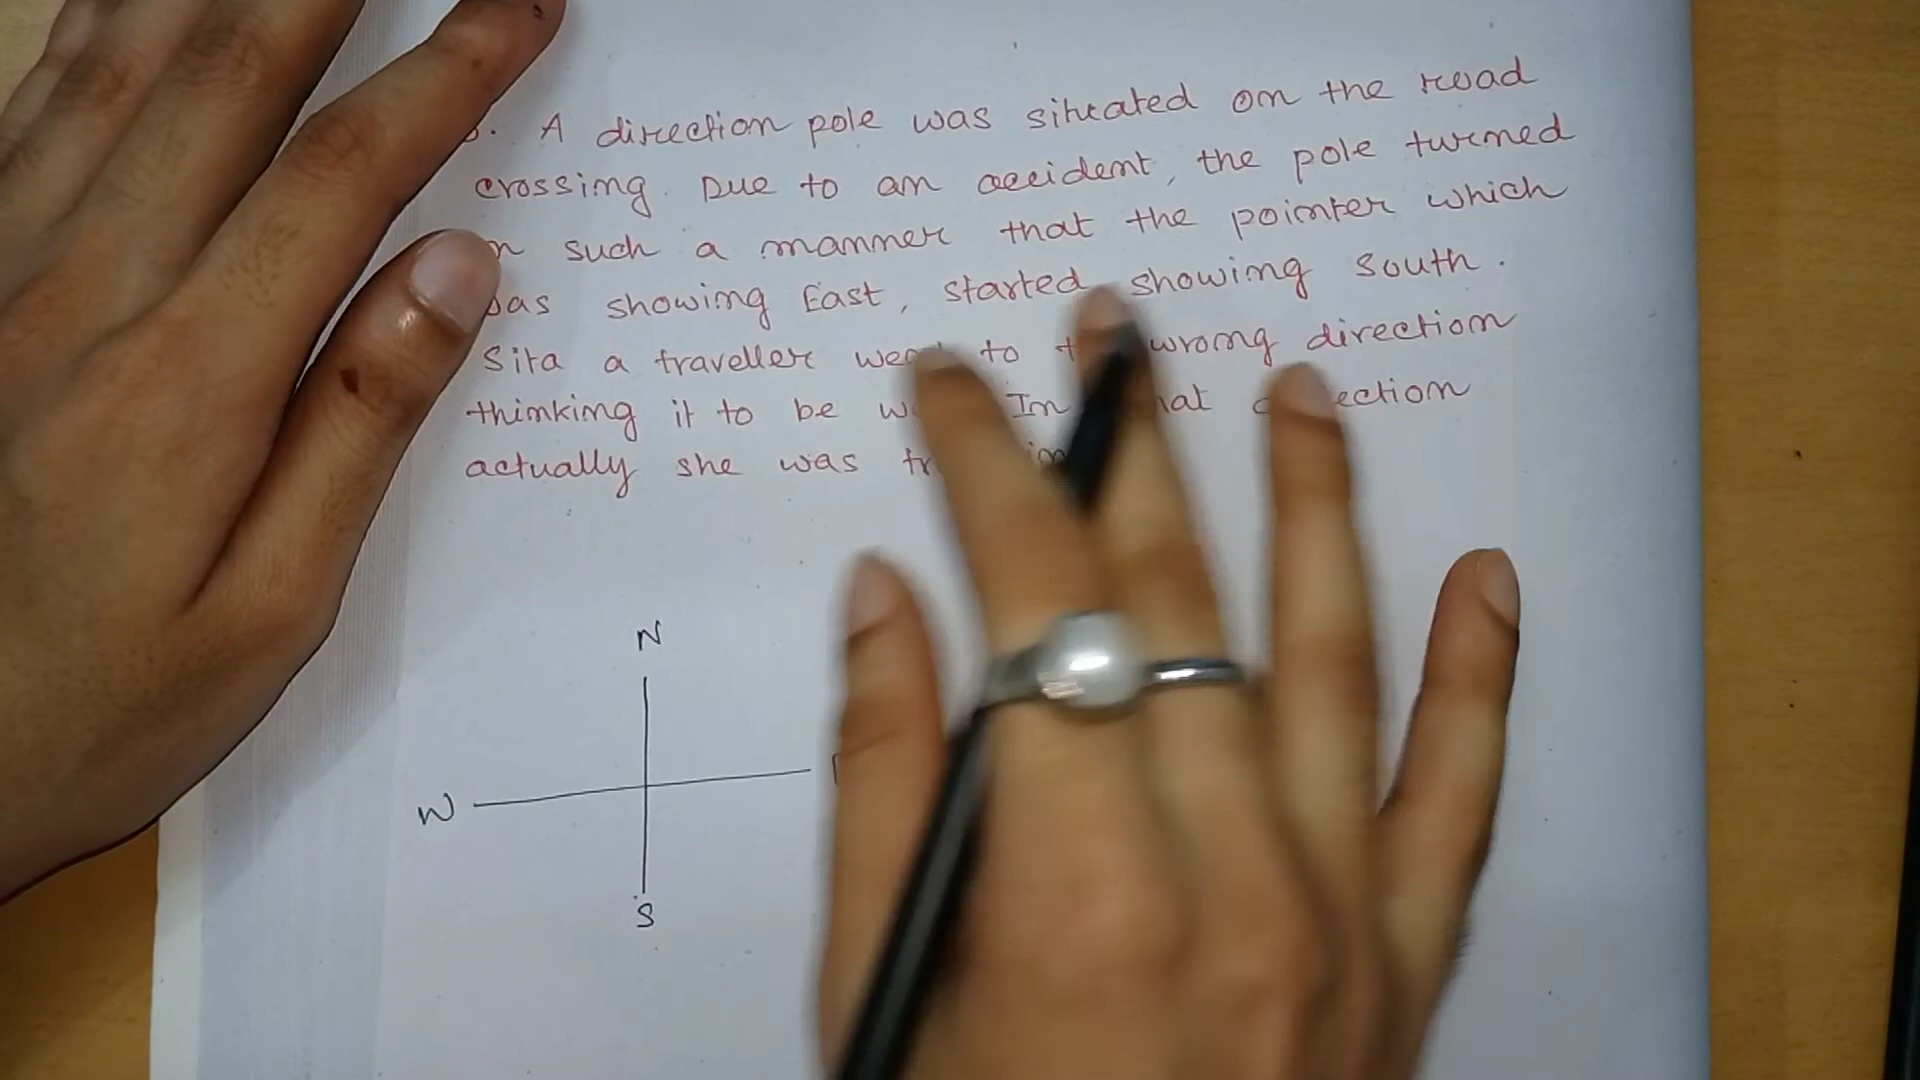 A direction pole was situated on the road
crossing. Due to an accident, the pole turned
such a manner that the pointer which
showing East, started showing south.
Sita a traveller to wrong direction
thinking it to be In
actually she was
N
W
S